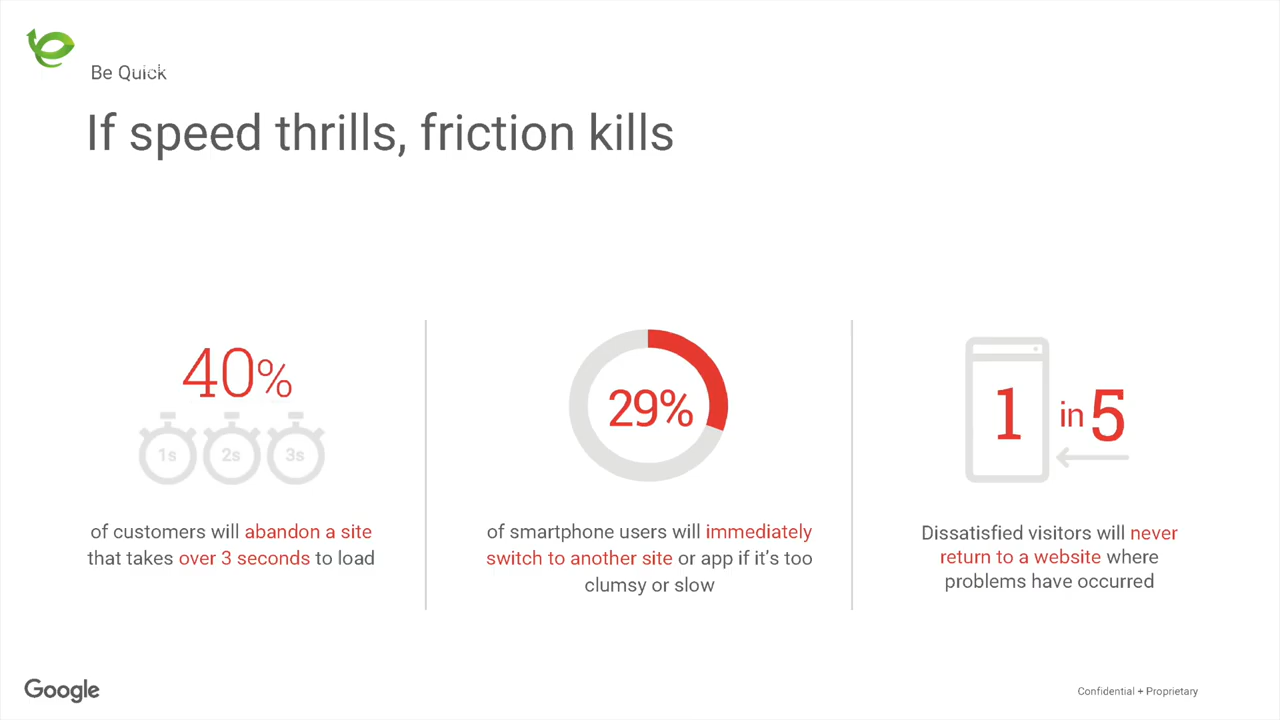 Be Quick
If speed thrills, friction kills
40%
1s 2s 3s
of customers will abandon a site
that takes over 3 seconds to load
29%
of smartphone users will immediately
switch to another site or app if it's too
clumsy or slow
1 in 5
Dissatisfied visitors will never
return to a website where
problems have occurred
Google
Confidential + Proprietary